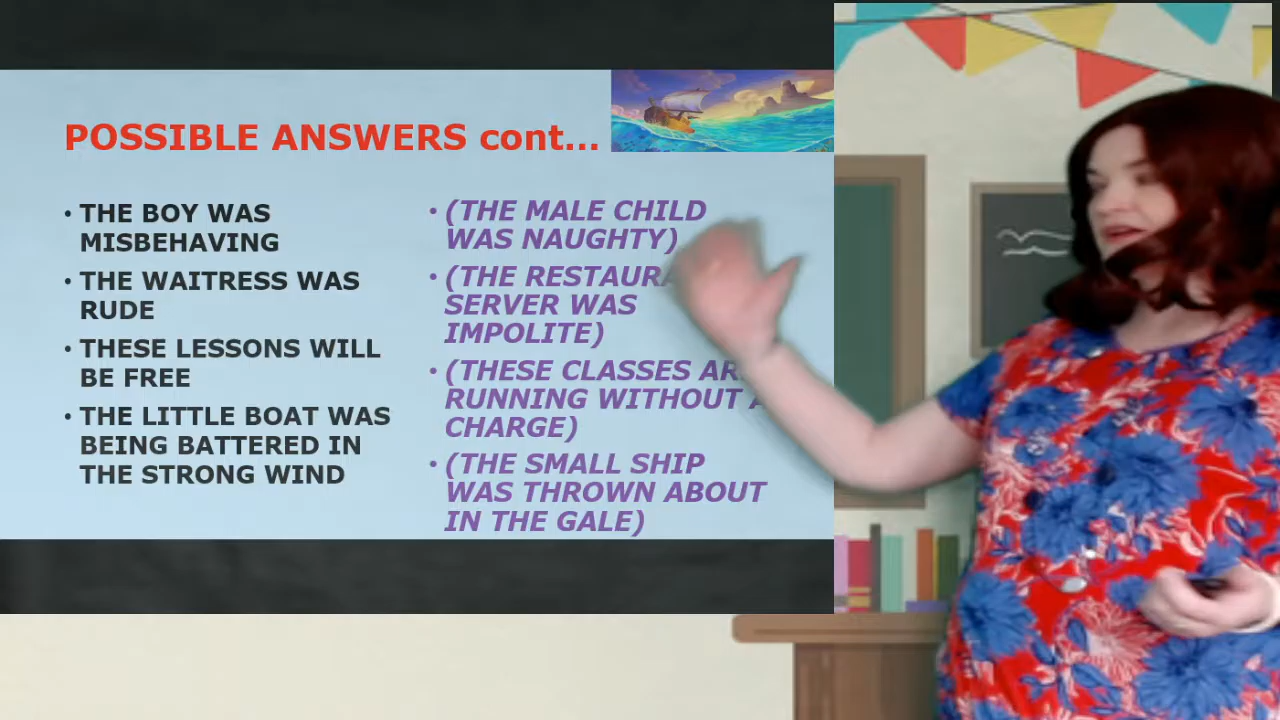 POSSIBLE ANSWERS cont...
• THE BOY WAS
MISBEHAVING
• THE WAITRESS WAS
RUDE
• THESE LESSONS WILL
BE FREE
• THE LITTLE BOAT WAS
BEING BATTERED IN
THE STRONG WIND
• (THE MALE CHILD
WAS NAUGHTY)
• (THE
SERVER WAS
IMPOLITE)
• (THESE CLASSES
RUNNING WITHOUT A
CHARGE)
• (THE SMALL SHIP
WAS THROWN ABOUT
IN THE GALE)